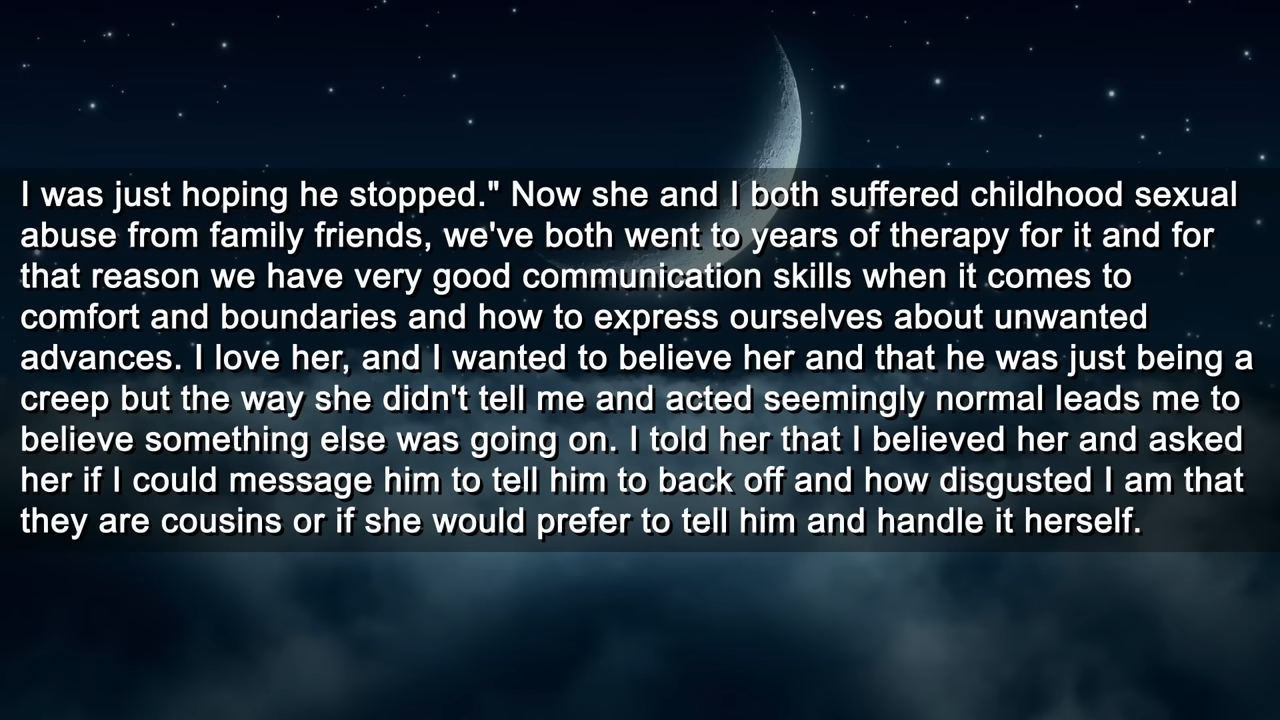 I was just hoping he stopped." Now she and I both suffered childhood sexual
abuse from family friends, we've both went to years of therapy for it and for
that reason we have very good communication skills when it comes to
comfort and boundaries and how to express ourselves about unwanted
advances. I love her, and I wanted to believe her and that he was just being a
creep but the way she didn't tell me and acted seemingly normal leads me to
believe something else was going on. I told her that I believed her and asked
her if I could message him to tell him to back off and how disgusted I am that
they are cousins or if she would prefer to tell him and handle it herself.